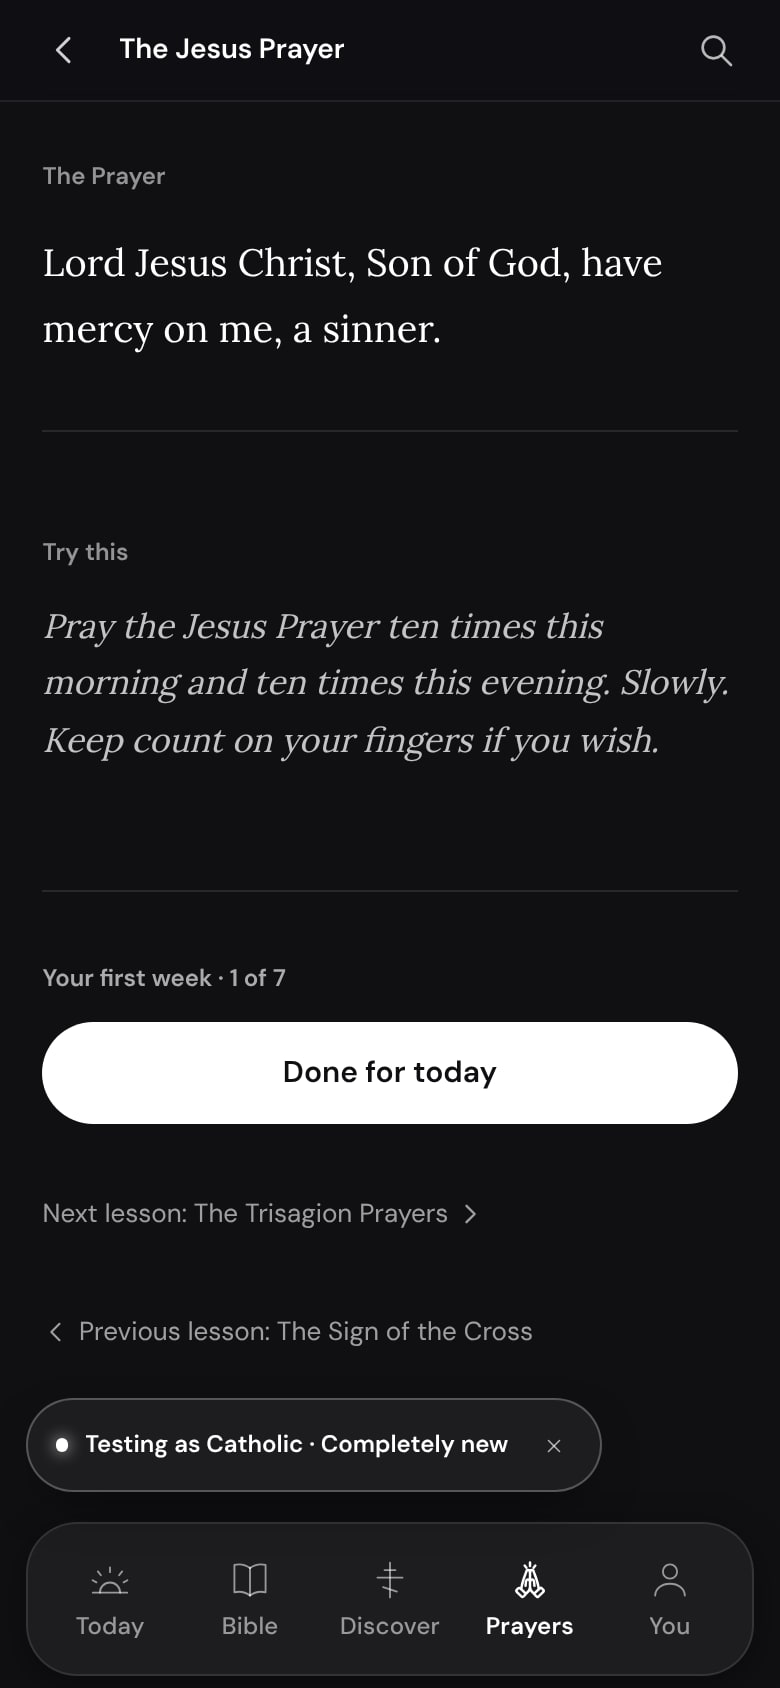 The Jesus Prayer
The Prayer
Lord Jesus Christ, Son of God, have
mercy on me, a sinner.
Try this
Pray the Jesus Prayer ten times this
morning and ten times this evening. Slowly.
Keep count on your fingers if you wish.
Your first week · 1 of 7
Done for today
Next lesson: The Trisagion Prayers
Previous lesson: The Sign of the Cross
Testing as Catholic · Completely new
Today
Bible
Discover
Prayers
You